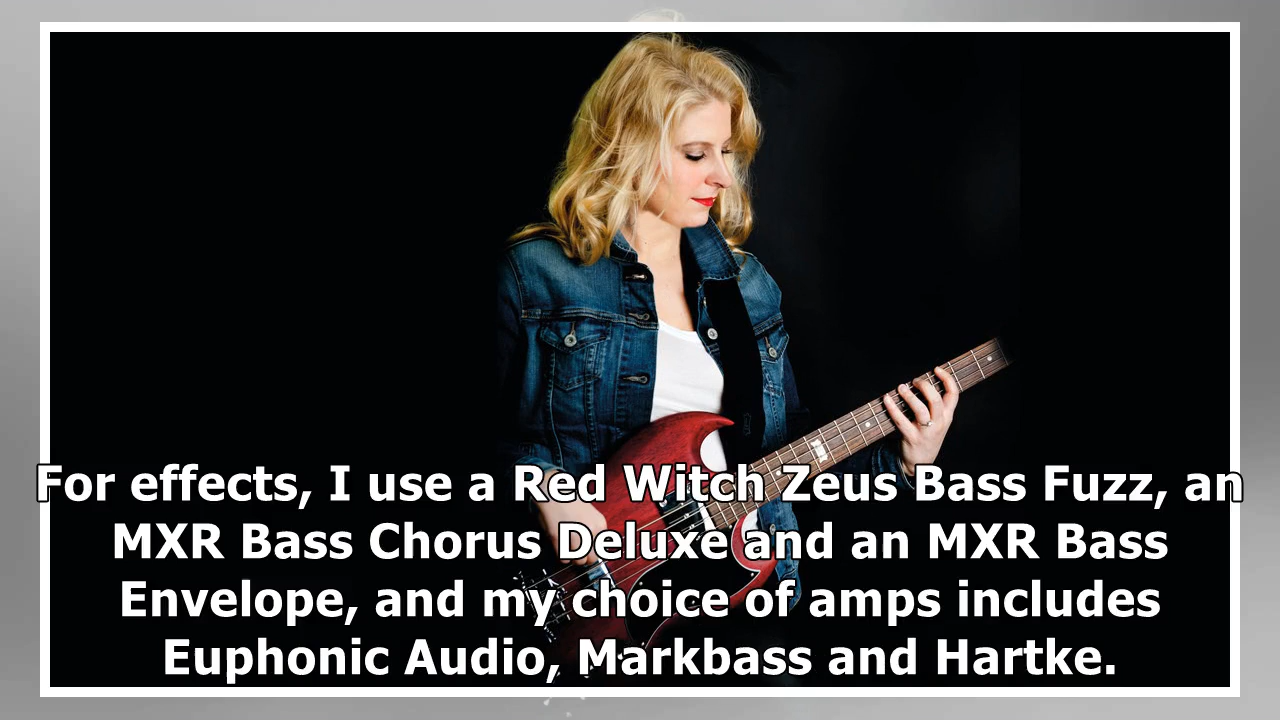 For effects, I use a Red Witch Zeus Bass Fuzz, an
MXR Bass Chorus Deluxe and an MXR Bass
Envelope, and my choice of amps includes
Euphonic Audio, Markbass and Hartke.